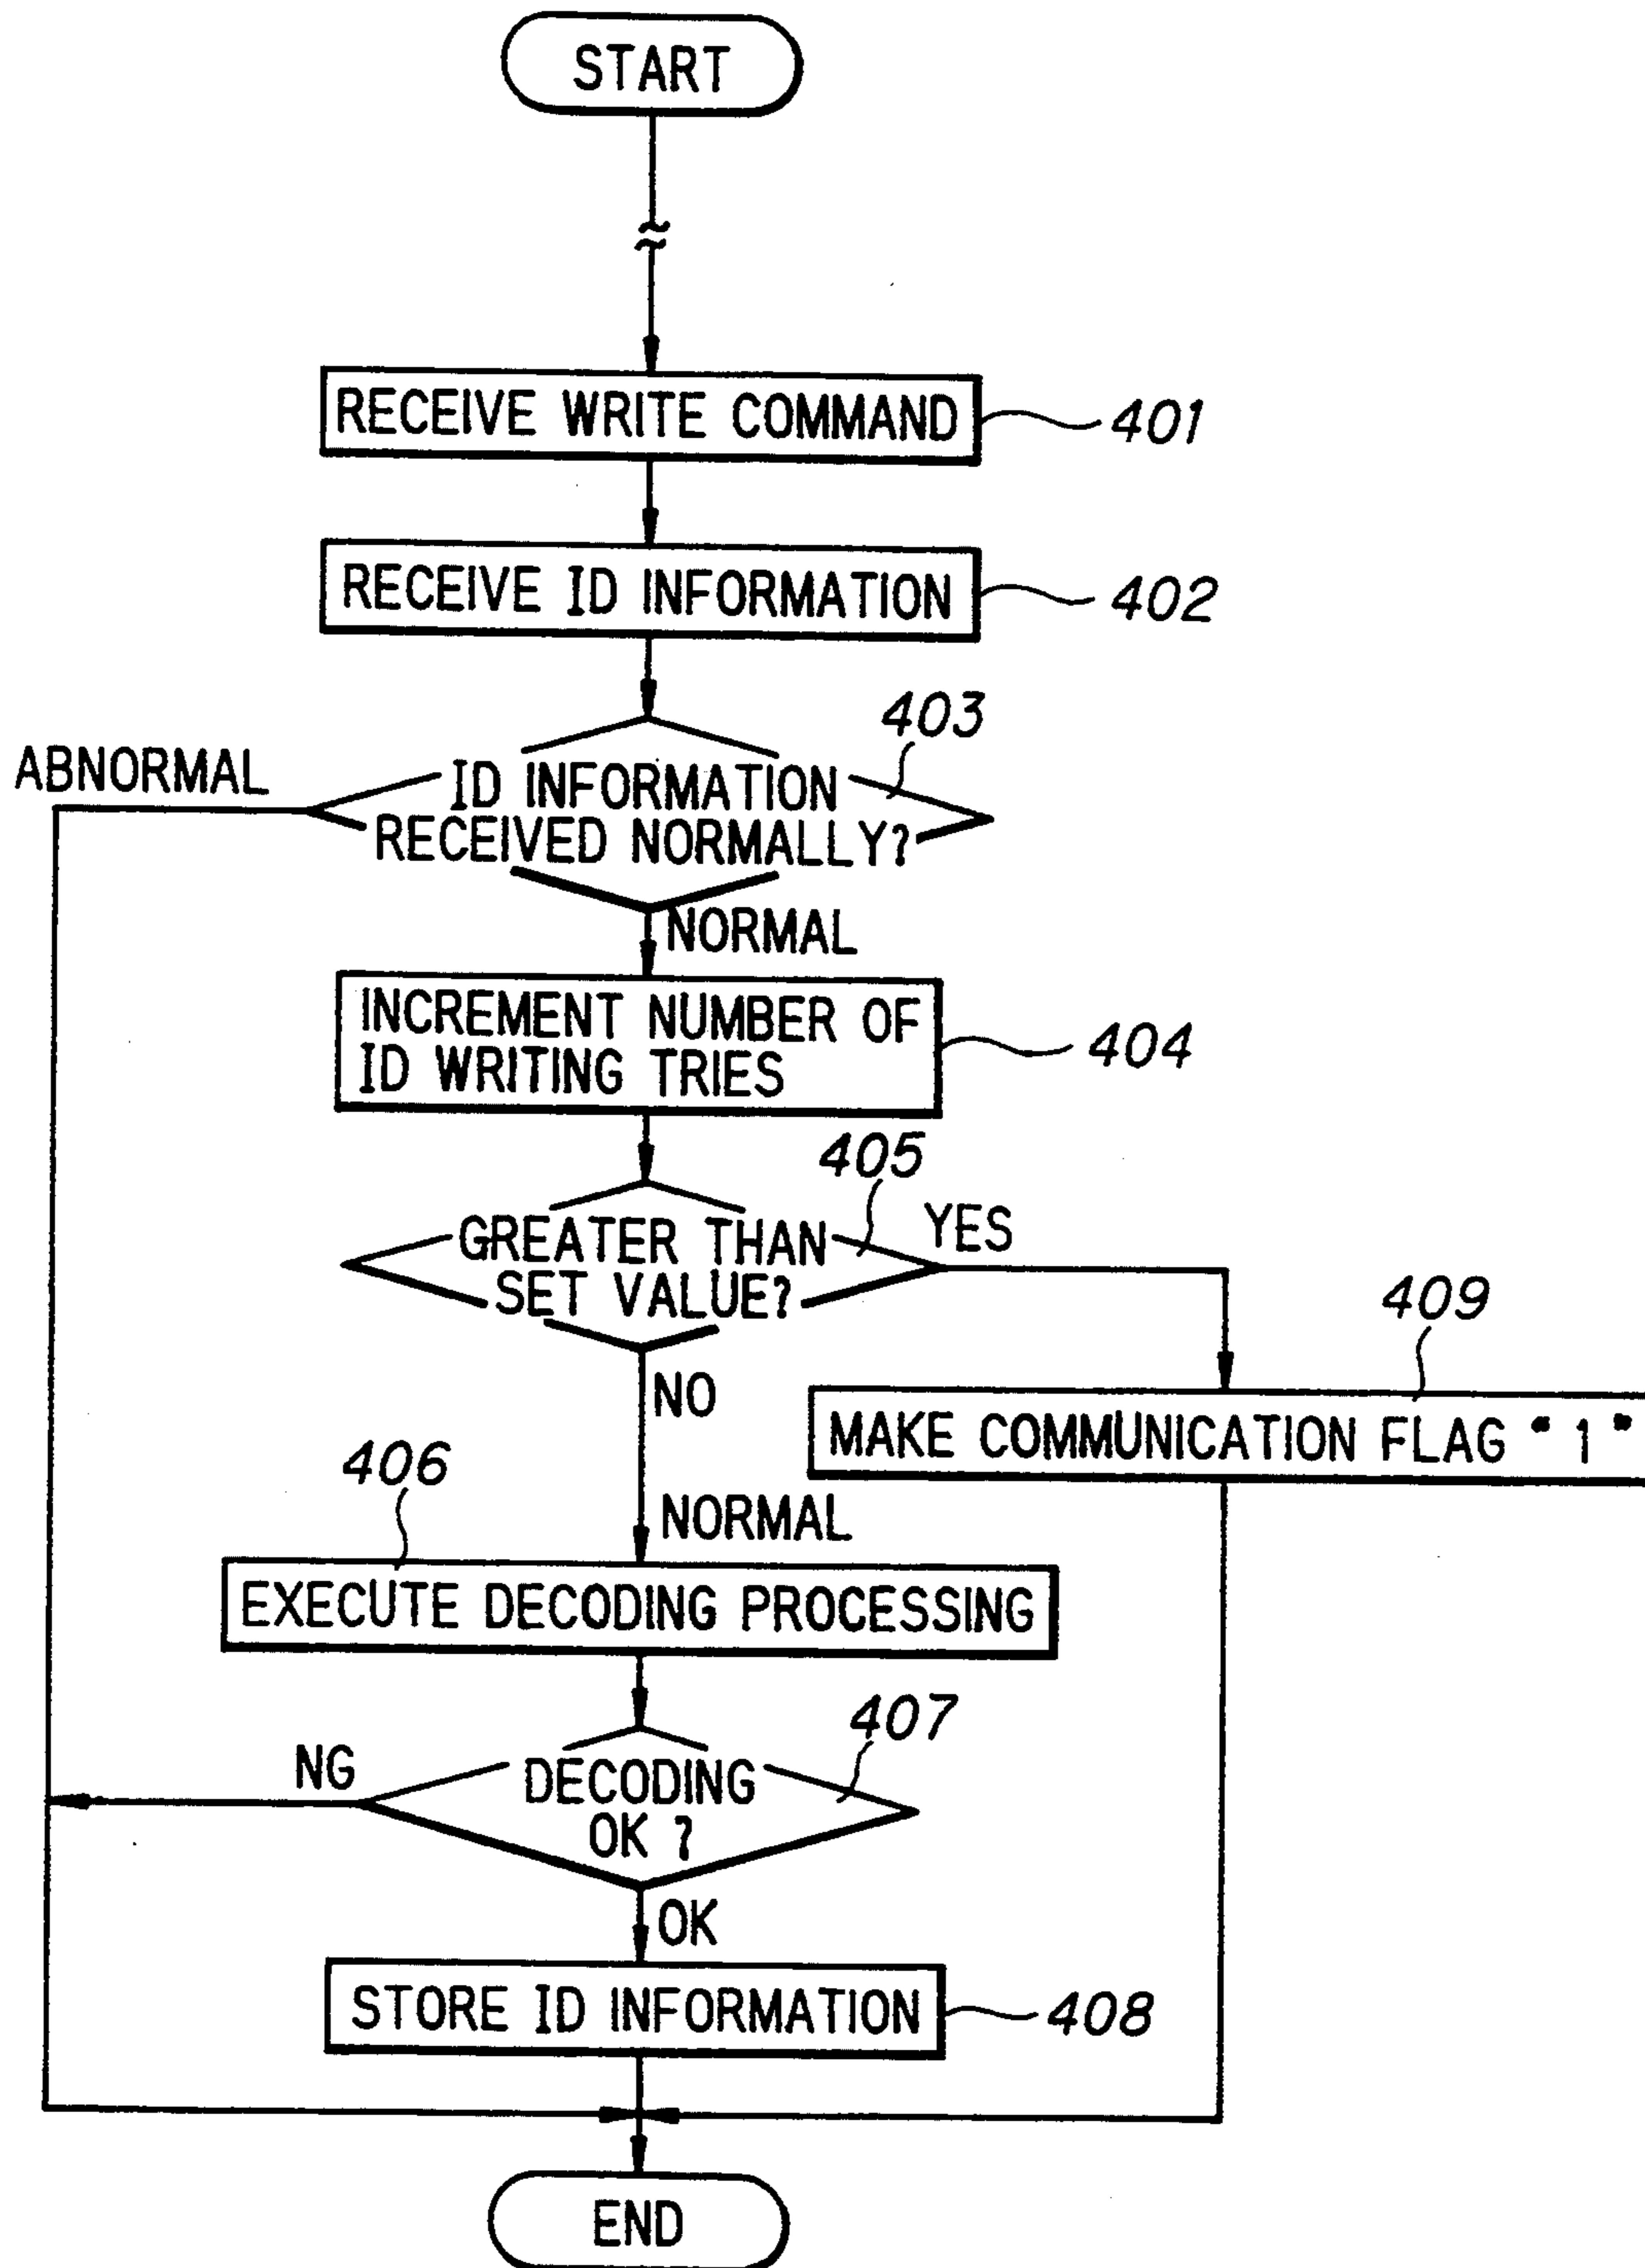 START
RECEIVE WRITE COMMAND
401
RECEIVE ID INFORMATION
402
403
ABNORMAL
ID INFORMATION
RECEIVED NORMALLY?
NORMAL
INCREMENT NUMBER OF
ID WRITING TRIES
404
405
GREATER THAN
SET VALUE?
YES
409
NO
MAKE COMMUNICATION FLAG "1"
406
NORMAL
EXECUTE DECODING PROCESSING
407
NG
DECODING
OK ?
OK
STORE ID INFORMATION
408
END